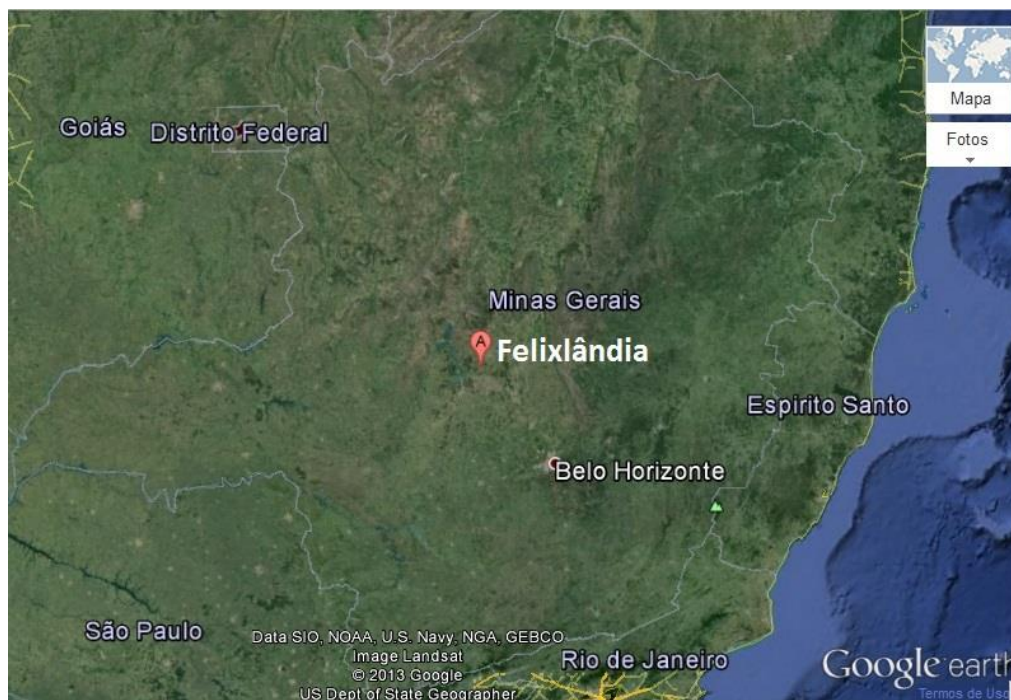 Mapa
Fotos
Goiás
Distrito Federal
Minas Gerais
A
Felixlândia
Espirito Santo
Belo Horizonte
São Paulo
Data SIO, NOAA, U.S. Navy, NGA, GEBCO
Image Landsat
© 2013 Google
US Dept of State Geographer
Rio de Janeiro
Google earth
Termos de Uso